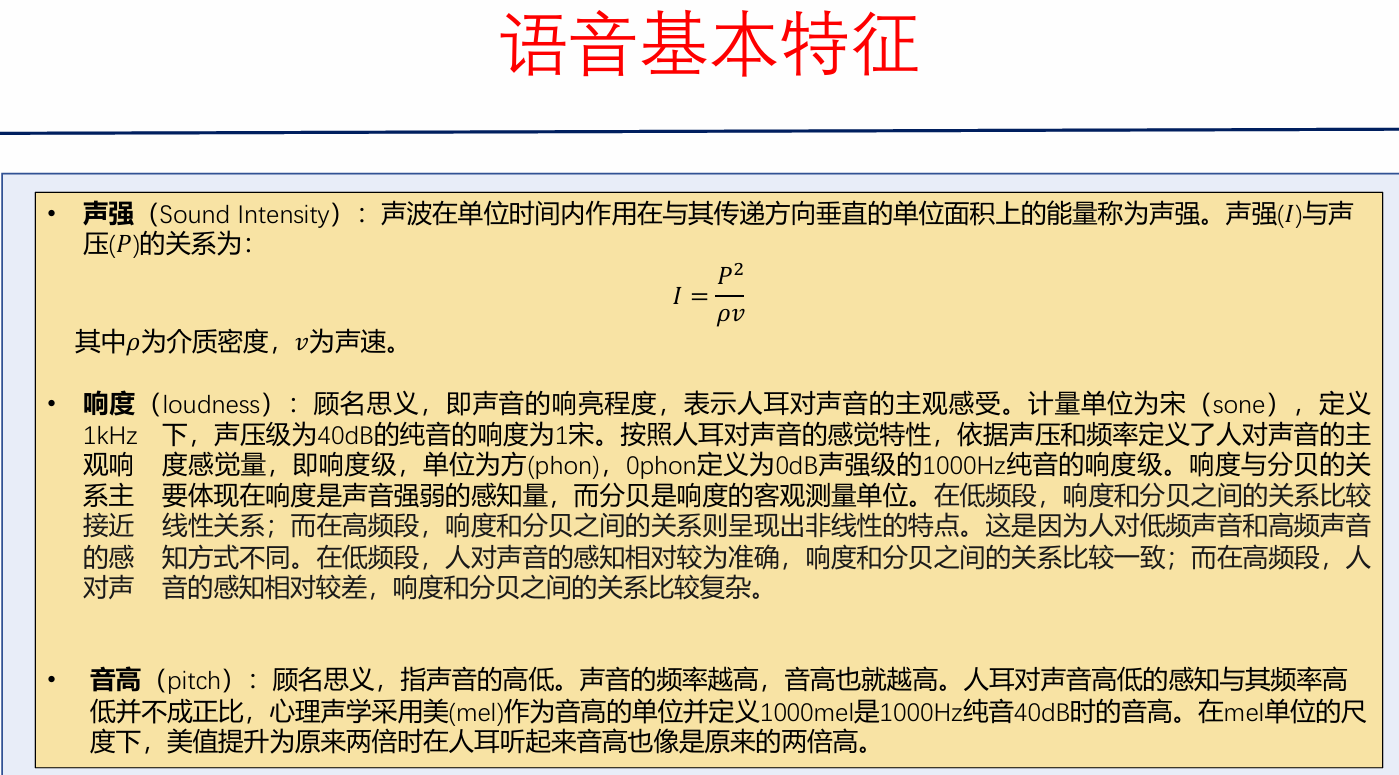 语音基本特征
• 声强（Sound Intensity）：声波在单位时间内作用在与其传递方向垂直的单位面积上的能量称为声强。声强(I)与声
压(P)的关系为：
I = P²/ρv
其中ρ为介质密度，v为声速。
• 响度（loudness）：顾名思义，即声音的响亮程度，表示人耳对声音的主观感受。计量单位为宋（sone），定义
1kHz 下，声压级为40dB的纯音的响度为1宋。按照人耳对声音的感觉特性，依据声压和频率定义了人对声音的主
观响 度感觉量，即响度级，单位为方(phon)，0phon定义为0dB声强级的1000Hz纯音的响度级。响度与分贝的关
系主 要体现在响度是声音强弱的感知量，而分贝是响度的客观测量单位。在低频段，响度和分贝之间的关系比较
接近 线性关系；而在高频段，响度和分贝之间的关系则呈现出非线性的特点。这是因为人对低频声音和高频声音
的感 知方式不同。在低频段，人对声音的感知相对较为准确，响度和分贝之间的关系比较一致；而在高频段，人
对声 音的感知相对较差，响度和分贝之间的关系比较复杂。
• 音高（pitch）：顾名思义，指声音的高低。声音的频率越高，音高也就越高。人耳对声音高低的感知与其频率高
低并不成正比，心理声学采用美(mel)作为音高的单位并定义1000mel是1000Hz纯音40dB时的音高。在mel单位的尺
度下，美值提升为原来两倍时在人耳听起来音高也像是原来的两倍高。